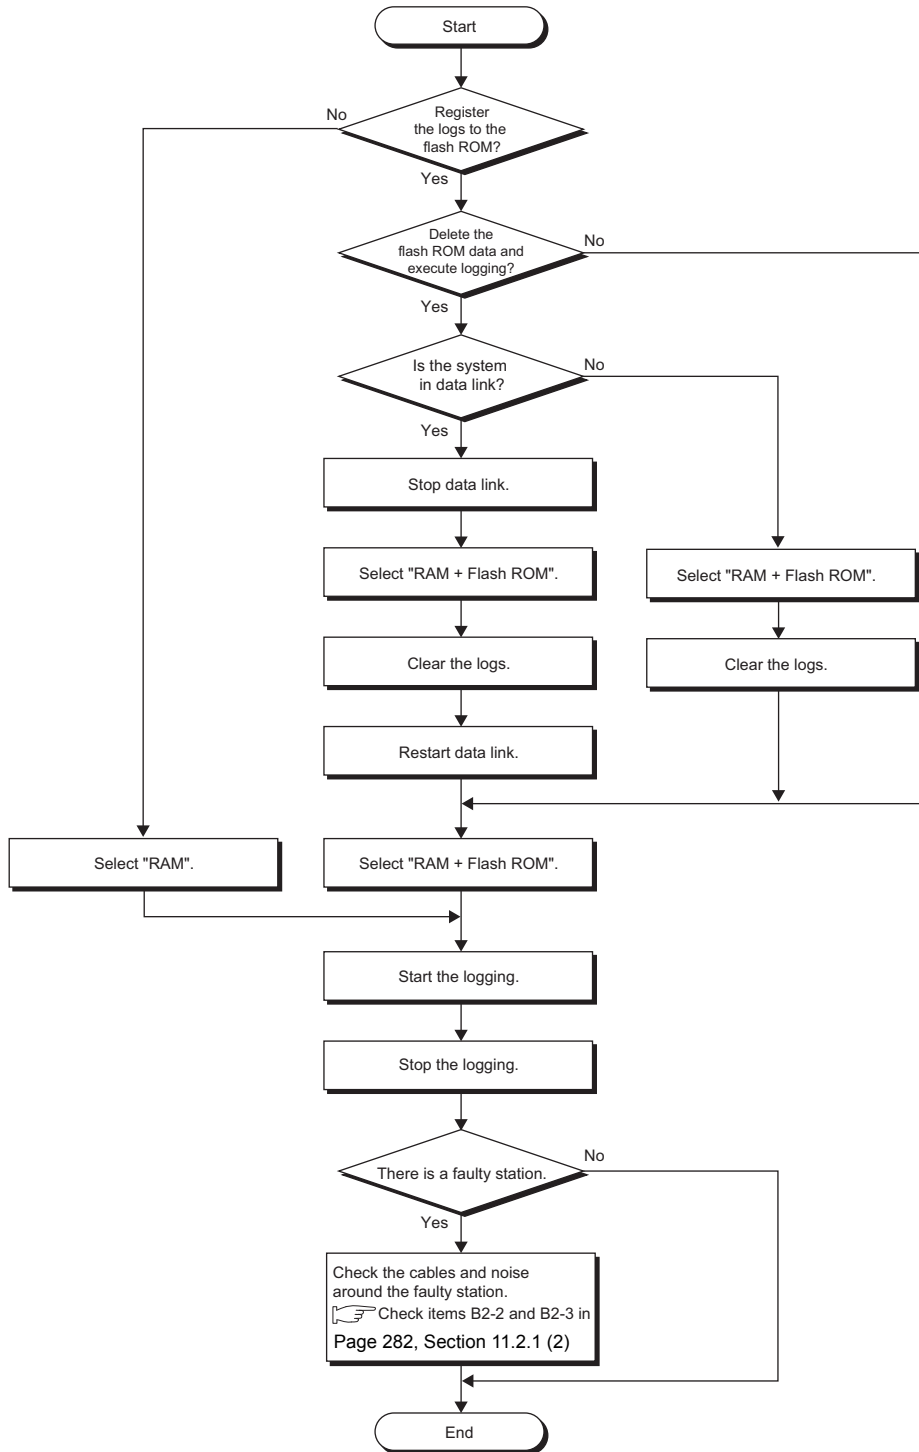 Start
No
Register
the logs to the
flash ROM?
Yes
Delete the
flash ROM data and
execute logging?
No
Yes
Is the system
in data link?
No
Yes
Stop data link.
Select "RAM + Flash ROM".
Select "RAM + Flash ROM".
Clear the logs.
Clear the logs.
Restart data link.
Select "RAM".
Select "RAM + Flash ROM".
Start the logging.
Stop the logging.
There is a faulty station.
No
Yes
Check the cables and noise
around the faulty station.
Check items B2-2 and B2-3 in
Page 282, Section 11.2.1 (2)
End